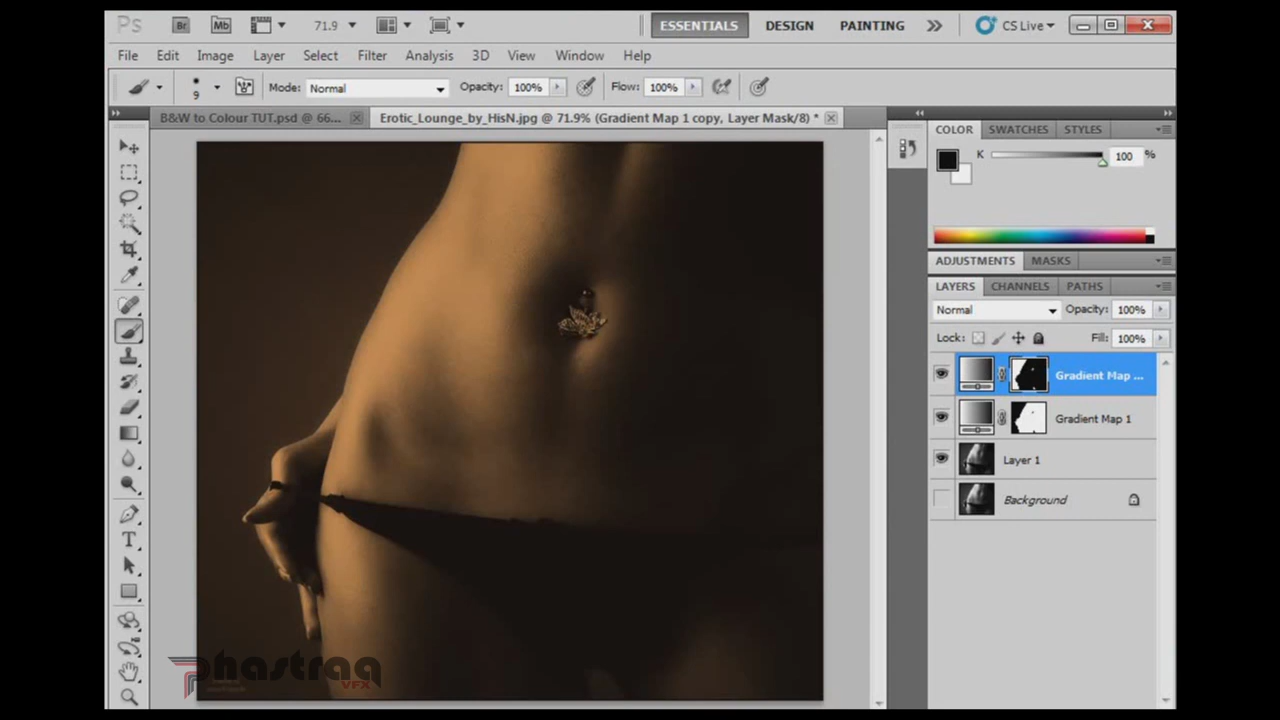 Ps Br Mb 71.9 ESSENTIALS DESIGN PAINTING CS Live
File Edit Image Layer Select Filter Analysis 3D View Window Help
9 Mode: Normal Opacity: 100% Flow: 100%
B&W to Colour TUT.psd @ 66... Erotic_Lounge_by_HisN.jpg @ 71.9% (Gradient Map 1 copy, Layer Mask/8) *
COLOR SWATCHES STYLES
K 100 %
ADJUSTMENTS MASKS
LAYERS CHANNELS PATHS
Normal Opacity: 100%
Lock: Fill: 100%
Gradient Map ...
Gradient Map 1
Layer 1
Background
T
Phastraq
VFX